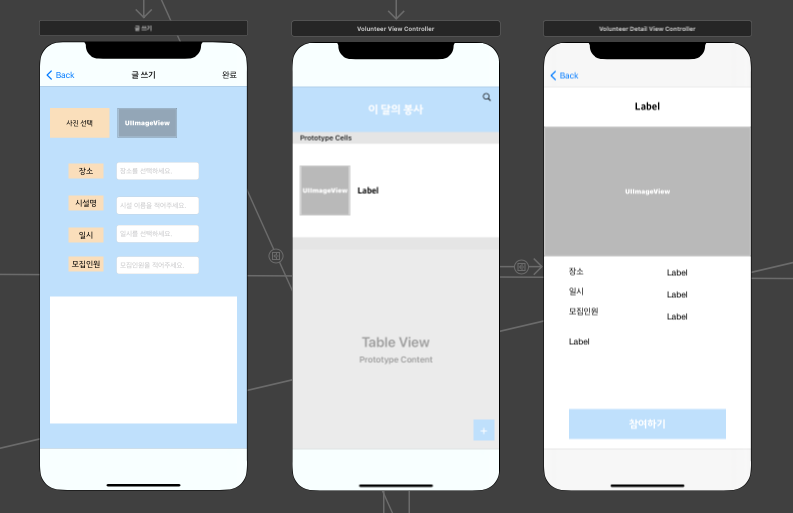 글 쓰기
Back
글 쓰기
완료
사진 선택
UIImageView
장소
장소를 선택하세요.
시설명
시설 이름을 적어주세요.
일시
일시를 선택하세요.
모집인원
모집인원을 적어주세요.
Volunteer View Controller
이 달의 봉사
Prototype Cells
UIImageView
Label
Table View
Prototype Content
+
Volunteer Detail View Controller
Back
Label
UIImageView
장소
Label
일시
Label
모집인원
Label
Label
참여하기